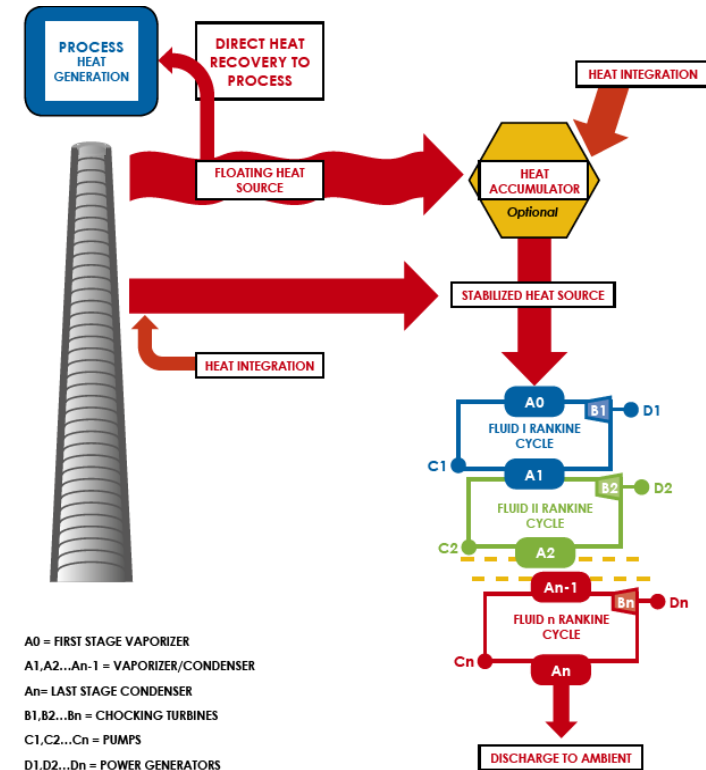 PROCESS
HEAT
GENERATION
DIRECT HEAT
RECOVERY TO
PROCESS
HEAT INTEGRATION
FLOATING HEAT
SOURCE
HEAT
ACCUMULATOR
Optional
STABILIZED HEAT SOURCE
HEAT INTEGRATION
A0
B1
D1
FLUID I RANKINE
CYCLE
C1
A1
B2
D2
FLUID II RANKINE
CYCLE
C2
A2
An-1
Bn
Dn
FLUID n RANKINE
CYCLE
Cn
An
DISCHARGE TO AMBIENT
A0 = FIRST STAGE VAPORIZER
A1,A2...An-1 = VAPORIZER/CONDENSER
An= LAST STAGE CONDENSER
B1,B2...Bn = CHOCKING TURBINES
C1,C2...Cn = PUMPS
D1,D2...Dn = POWER GENERATORS